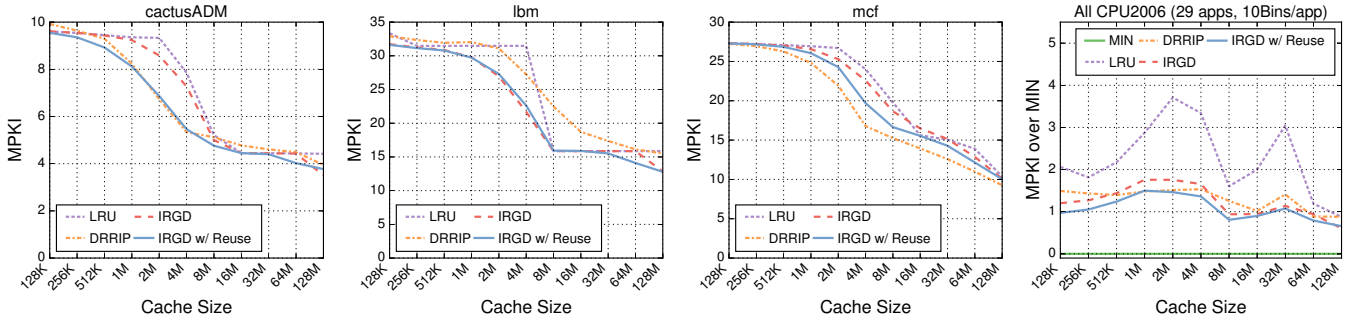 cactusADM
10
8
6
4
2
0
MPKI
LRU
IRGD
DRRIP
IRGD w/ Reuse
128K
256K
512K
1M
2M
4M
8M
16M
32M
64M
128M
Cache Size
lbm
35
30
25
20
15
10
5
0
MPKI
LRU
IRGD
DRRIP
IRGD w/ Reuse
128K
256K
512K
1M
2M
4M
8M
16M
32M
64M
128M
Cache Size
mcf
30
25
20
15
10
5
0
MPKI
LRU
IRGD
DRRIP
IRGD w/ Reuse
128K
256K
512K
1M
2M
4M
8M
16M
32M
64M
128M
Cache Size
All CPU2006 (29 apps, 10Bins/app)
5
4
3
2
1
0
MPKI over MIN
MIN
DRRIP
IRGD w/ Reuse
LRU
IRGD
128K
256K
512K
1M
2M
4M
8M
16M
32M
64M
128M
Cache Size